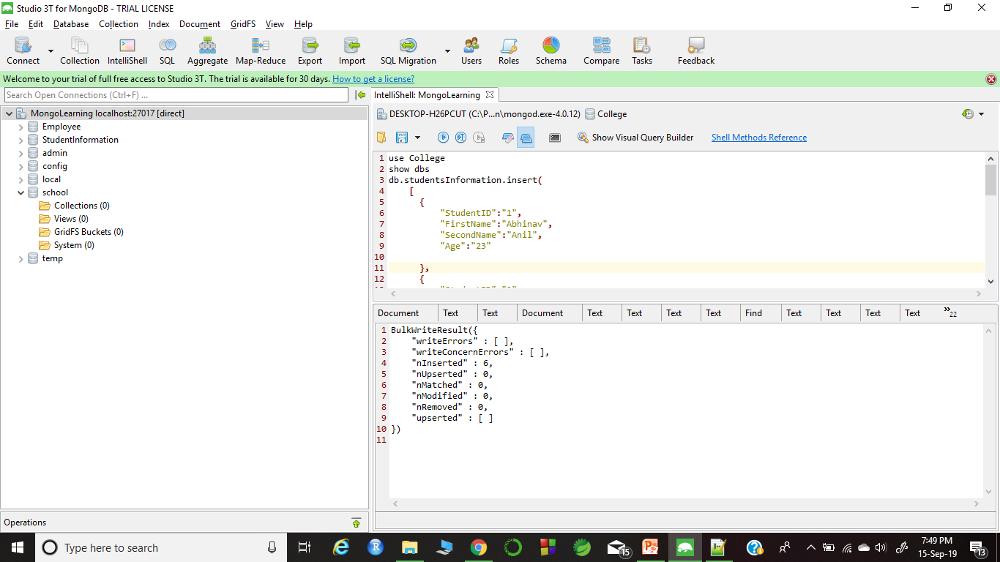 Studio 3T for MongoDB - TRIAL LICENSE
File Edit Database Collection Index Document GridFS View Help
Connect Collection IntelliShell SQL Aggregate Map-Reduce Export Import SQL Migration Users Roles Schema Compare Tasks Feedback
Welcome to your trial of full free access to Studio 3T. The trial is available for 30 days. How to get a license?
Search Open Connections (Ctrl+F) ...
MongoLearning localhost:27017 [direct]
Employee
StudentInformation
admin
config
local
school
Collections (0)
Views (0)
GridFS Buckets (0)
System (0)
temp
Operations
IntelliShell: MongoLearning
DESKTOP-H26PCUT (C:\P...n\mongod.exe-4.0.12) College
Show Visual Query Builder Shell Methods Reference
1 use College
2 show dbs
3 db.studentsInformation.insert(
4 [
5 {
6 "StudentID":"1",
7 "FirstName":"Abhinav",
8 "SecondName":"Anil",
9 "Age":"23"
10
11 },
12 {
Document Text Text Document Text Text Text Text Find Text Text Text Text »22
1 BulkWriteResult({
2 "writeErrors" : [ ],
3 "writeConcernErrors" : [ ],
4 "nInserted" : 6,
5 "nUpserted" : 0,
6 "nMatched" : 0,
7 "nModified" : 0,
8 "nRemoved" : 0,
9 "upserted" : [ ]
10 })
11
Type here to search
15
7:49 PM
15-Sep-19
13